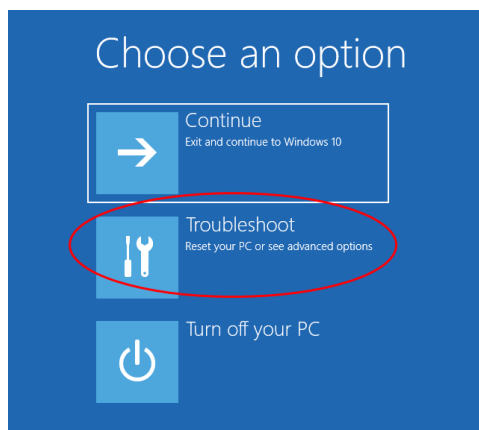 Choose an option
Continue
Exit and continue to Windows 10
Troubleshoot
Reset your PC or see advanced options
Turn off your PC